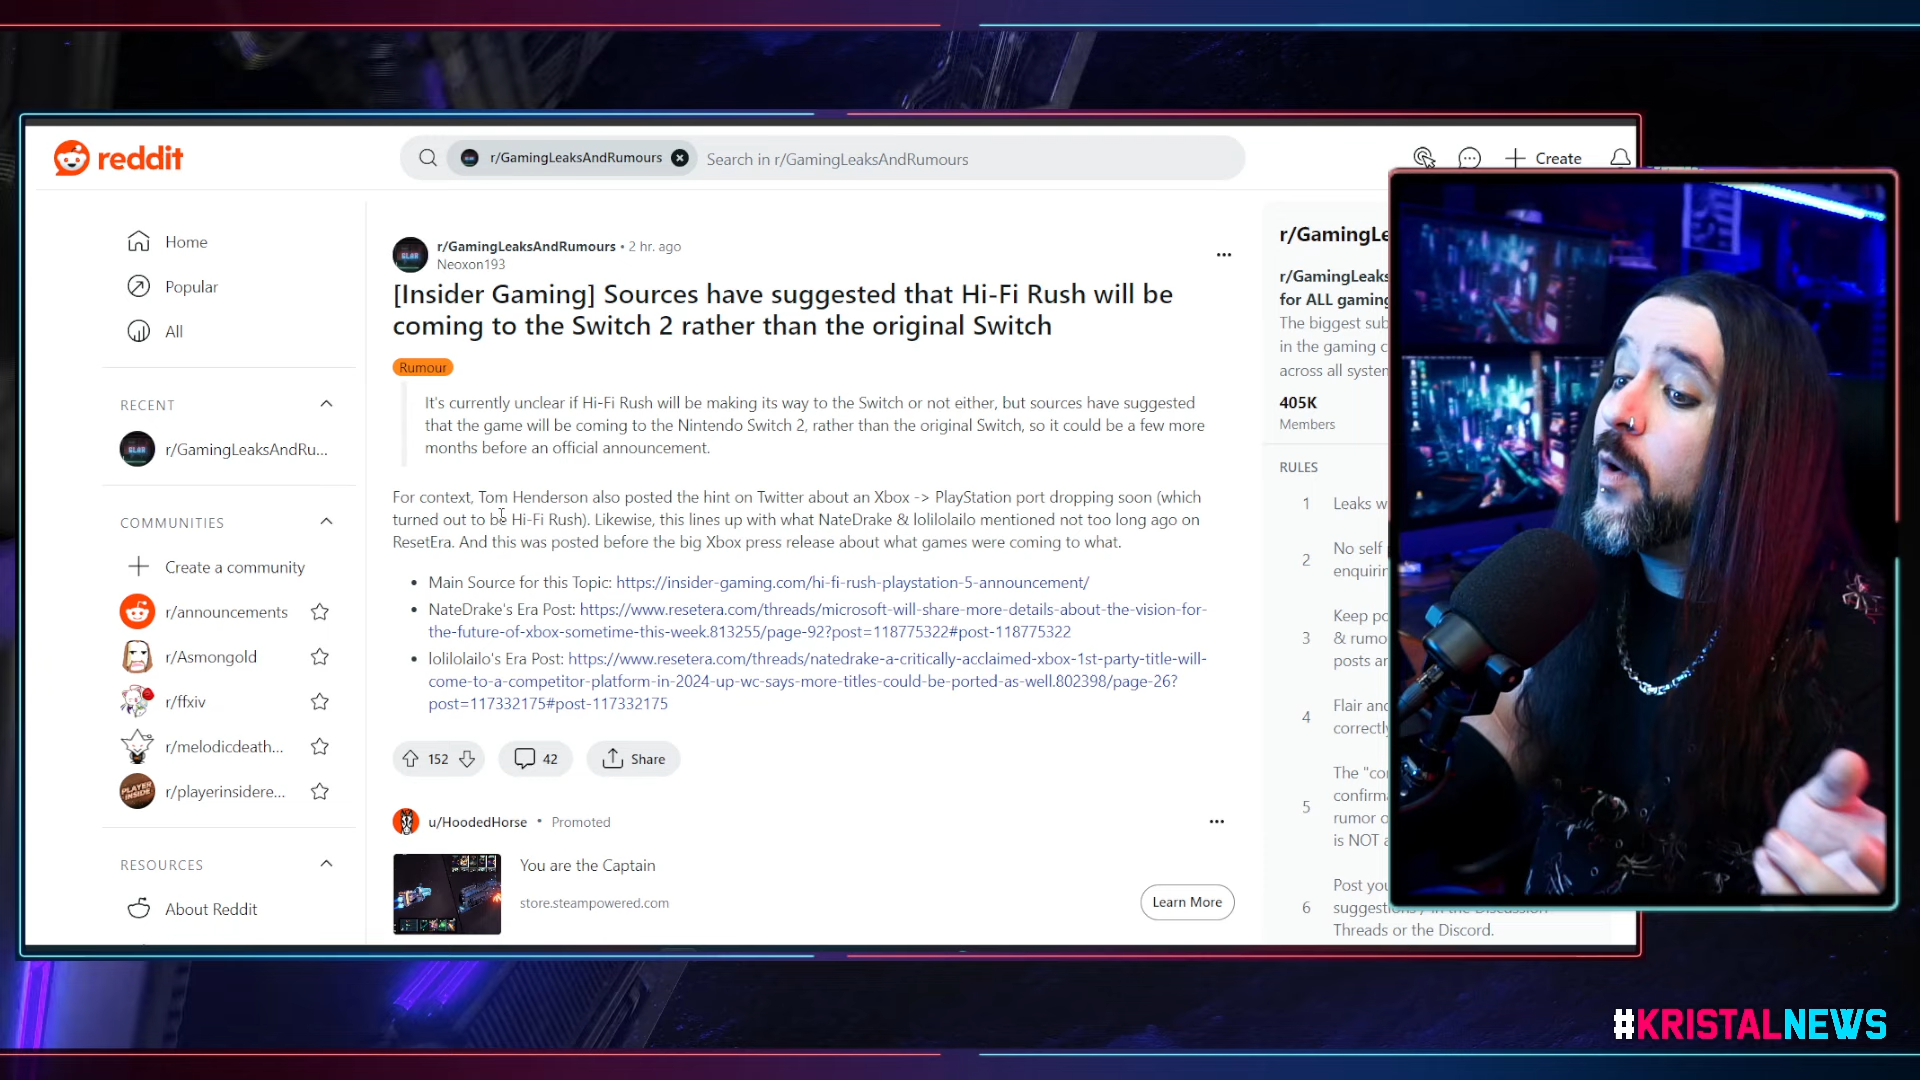 reddit
r/GamingLeaksAndRumours
Search in r/GamingLeaksAndRumours
Create
Home
Popular
All
RECENT
r/GamingLeaksAndRu...
COMMUNITIES
Create a community
r/announcements
r/Asmongold
r/ffxiv
r/melodicdeath...
r/playerinsidere...
RESOURCES
About Reddit
r/GamingLeaksAndRumours • 2 hr. ago
Neoxon193
[Insider Gaming] Sources have suggested that Hi-Fi Rush will be
coming to the Switch 2 rather than the original Switch
Rumour
It's currently unclear if Hi-Fi Rush will be making its way to the Switch or not either, but sources have suggested
that the game will be coming to the Nintendo Switch 2, rather than the original Switch, so it could be a few more
months before an official announcement.
For context, Tom Henderson also posted the hint on Twitter about an Xbox -> PlayStation port dropping soon (which
turned out to be Hi-Fi Rush). Likewise, this lines up with what NateDrake & lolilolailo mentioned not too long ago on
ResetEra. And this was posted before the big Xbox press release about what games were coming to what.
• Main Source for this Topic: https://insider-gaming.com/hi-fi-rush-playstation-5-announcement/
• NateDrake's Era Post: https://www.resetera.com/threads/microsoft-will-share-more-details-about-the-vision-for-
the-future-of-xbox-sometime-this-week.813255/page-92?post=118775322#post-118775322
• lolilolailo's Era Post: https://www.resetera.com/threads/natedrake-a-critically-acclaimed-xbox-1st-party-title-will-
come-to-a-competitor-platform-in-2024-up-wc-says-more-titles-could-be-ported-as-well.802398/page-26?
post=117332175#post-117332175
152
42
Share
u/HoodedHorse • Promoted
You are the Captain
store.steampowered.com
Learn More
r/GamingLe
r/GamingLeaks
for ALL gaming
The biggest sub
in the gaming c
across all system
405K
Members
RULES
1 Leaks w
2 No self
enquirin
3 Keep po
& rumo
posts ar
4 Flair and
correctly
5 The "con
confirma
rumor o
is NOT a
6 Post you
suggestions
Threads or the Discord.
#KRISTALNEWS